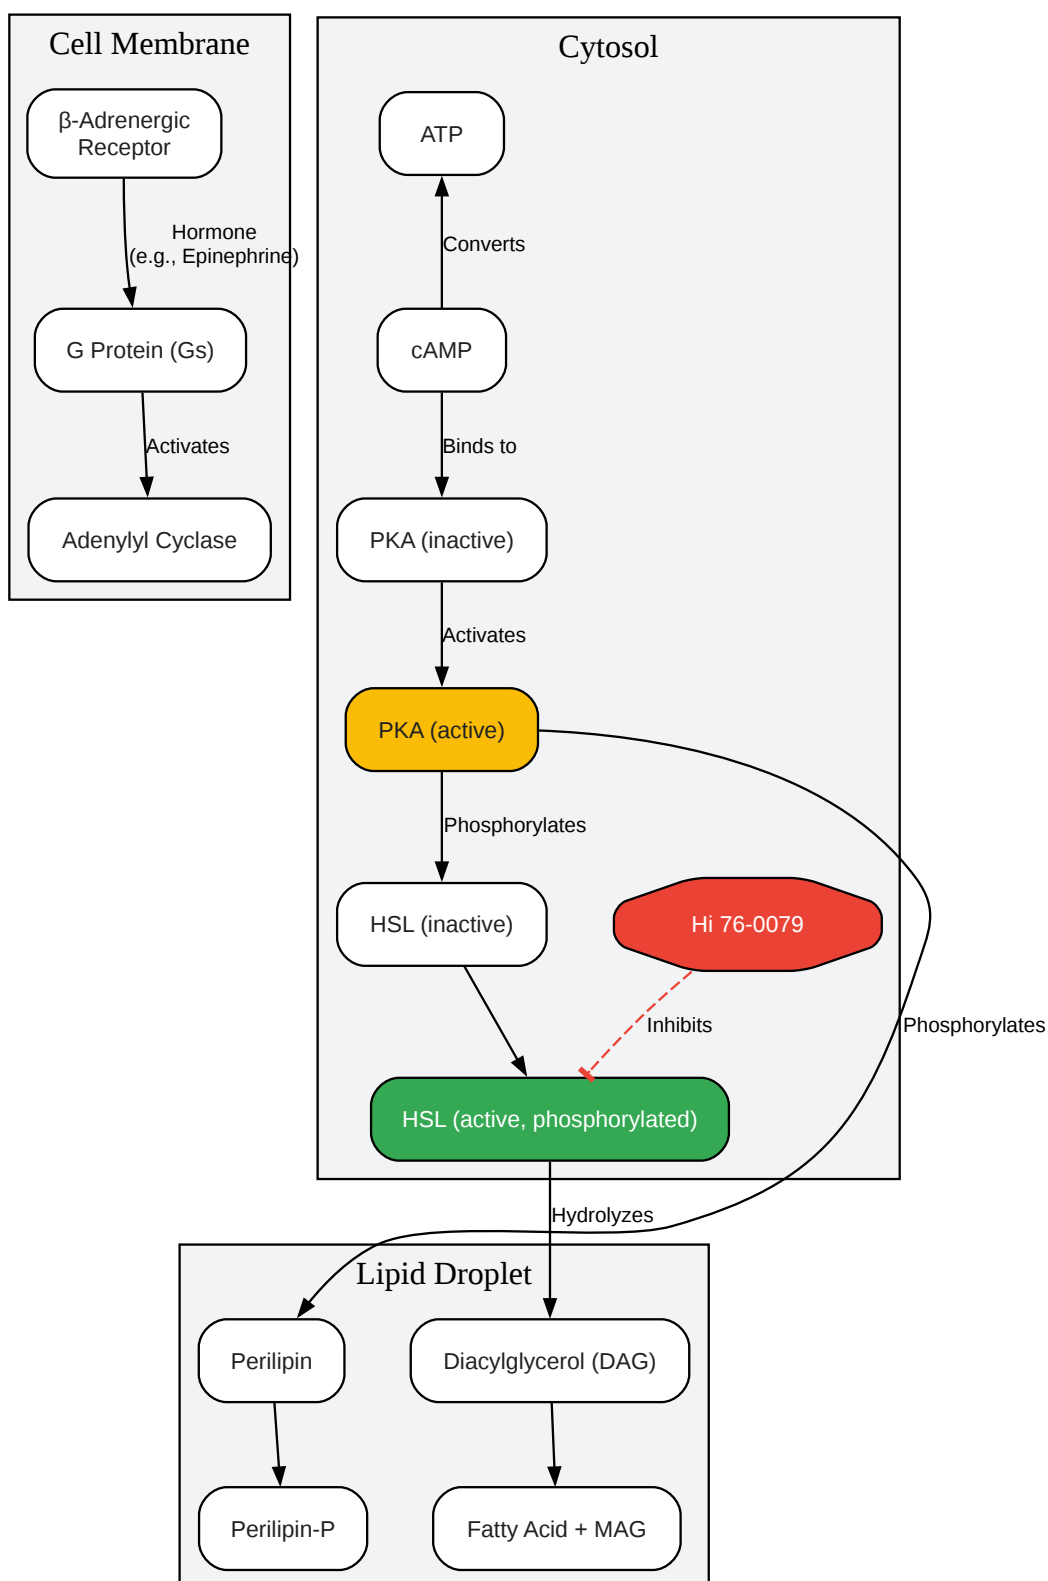 Cell Membrane
β-Adrenergic
Receptor
Hormone
(e.g., Epinephrine)
G Protein (Gs)
Activates
Adenylyl Cyclase
Cytosol
ATP
Converts
cAMP
Binds to
PKA (inactive)
Activates
PKA (active)
Phosphorylates
HSL (inactive)
Hi 76-0079
Inhibits
Phosphorylates
HSL (active, phosphorylated)
Hydrolyzes
Lipid Droplet
Perilipin
Diacylglycerol (DAG)
Perilipin-P
Fatty Acid + MAG